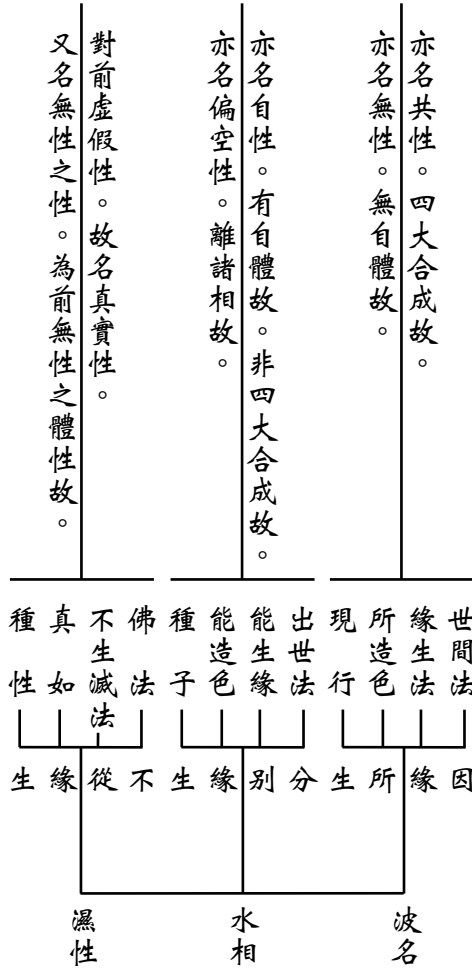 亦名共性。四大合成故。
亦名無性。無自體故。
亦名自性。有自體故。非四大合成故。
亦名偏空性。離諸相故。
對前虛假性。故名真實性。
又名無性之性。為前無性之體性故。
世間法
緣生法
所造色
現行
出世法
能生緣
能造色
種子
佛法
不生滅法
真如
種性
因緣所生
分別緣生
不從緣生
波名
水相
濕性